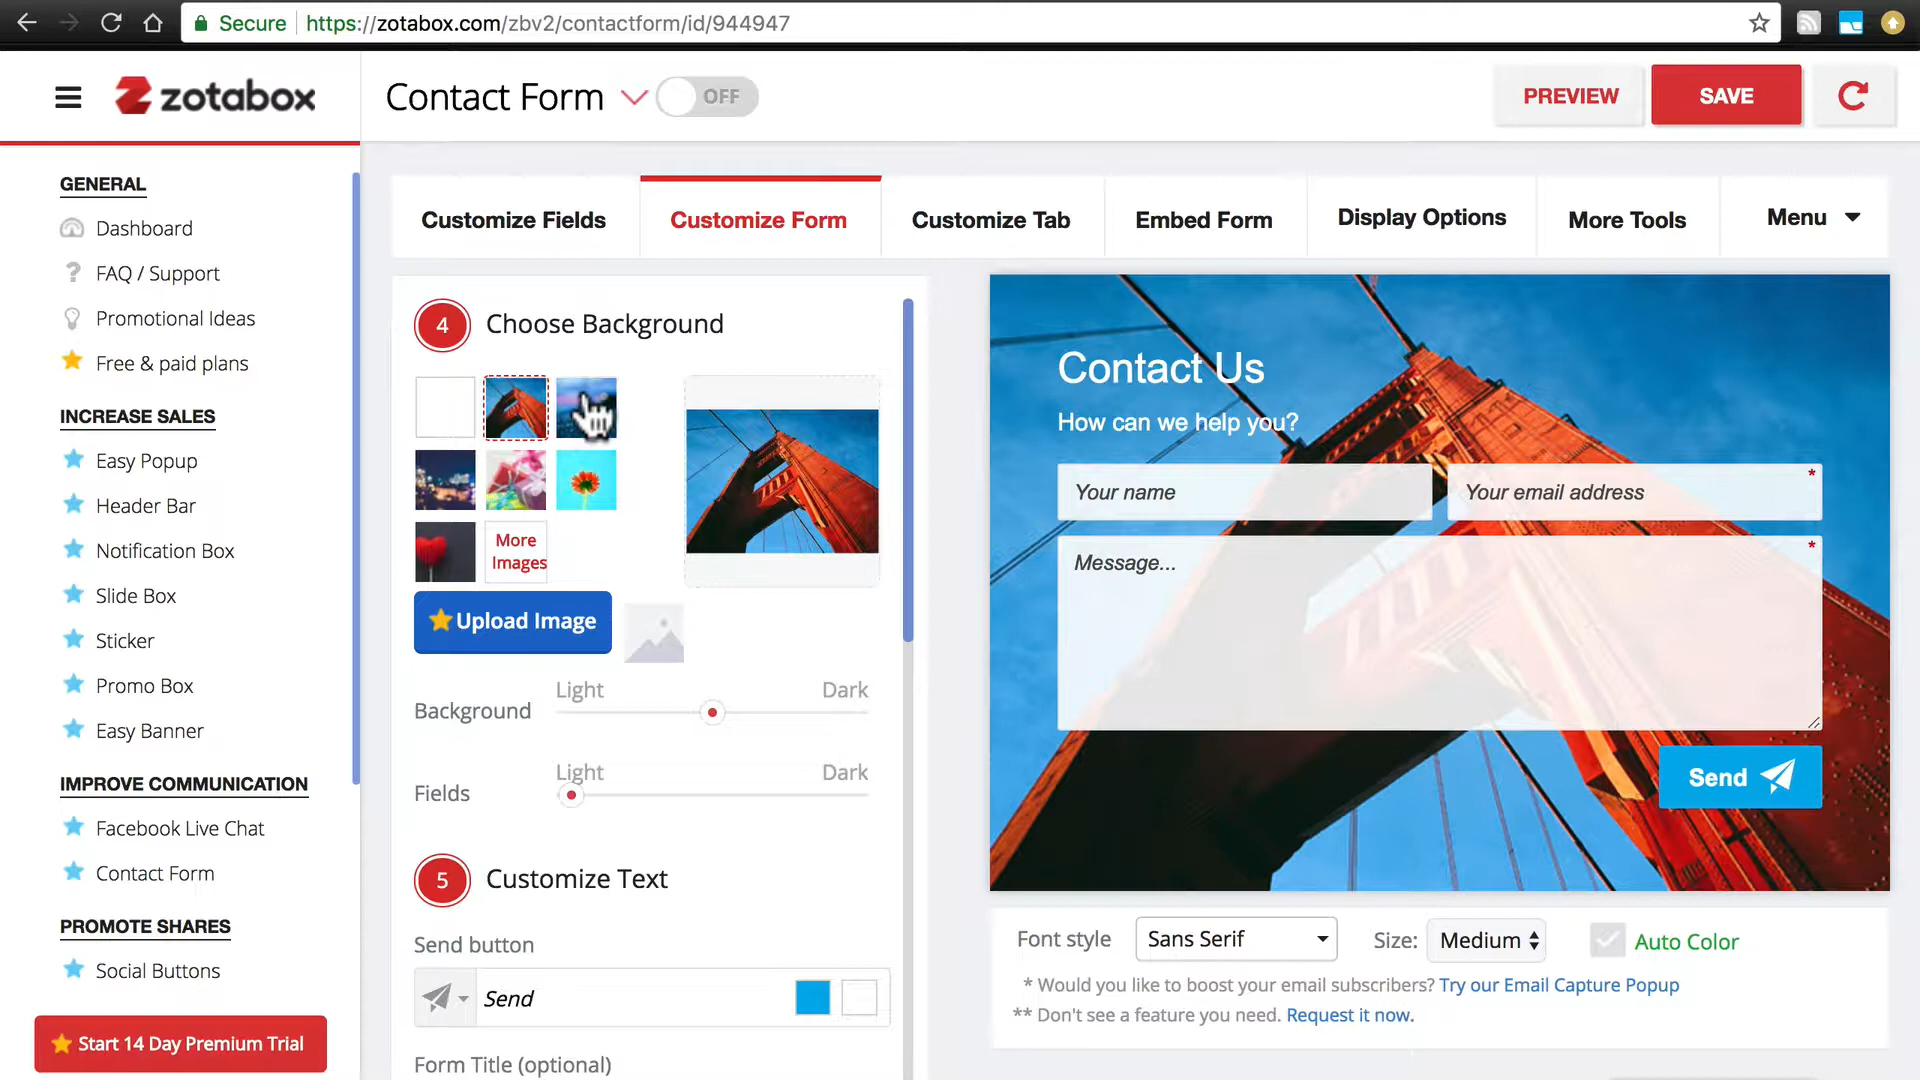 Secure https://zotabox.com/zbv2/contactform/id/944947
zotabox
Contact Form OFF
PREVIEW
SAVE
GENERAL
Dashboard
FAQ / Support
Promotional Ideas
Free & paid plans
INCREASE SALES
Easy Popup
Header Bar
Notification Box
Slide Box
Sticker
Promo Box
Easy Banner
IMPROVE COMMUNICATION
Facebook Live Chat
Contact Form
PROMOTE SHARES
Social Buttons
Start 14 Day Premium Trial
Customize Fields
Customize Form
Customize Tab
Embed Form
Display Options
More Tools
Menu
4 Choose Background
More
Images
Upload Image
Light Dark
Background
Light Dark
Fields
5 Customize Text
Send button
Send
Form Title (optional)
Contact Us
How can we help you?
Your name
Your email address *
Message... *
Send
Font style Sans Serif Size: Medium Auto Color
* Would you like to boost your email subscribers? Try our Email Capture Popup
** Don't see a feature you need. Request it now.